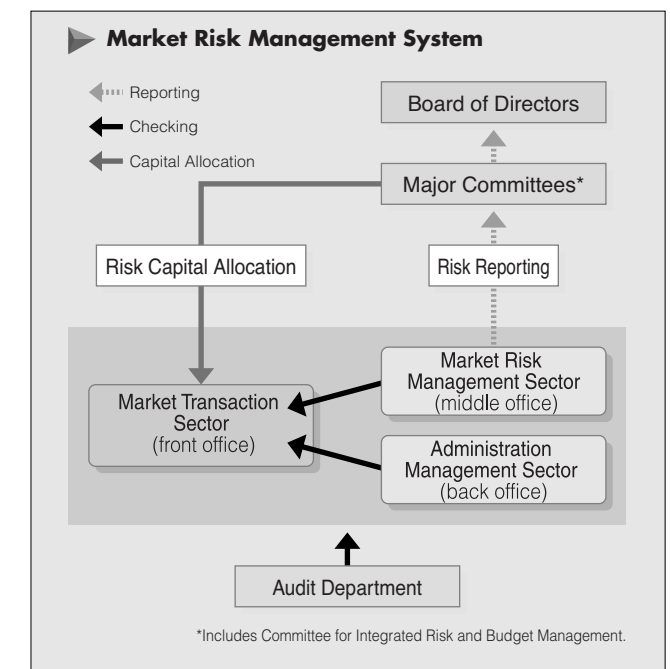 Market Risk Management System
Reporting
Checking
Capital Allocation
Board of Directors
Major Committees*
Risk Capital Allocation
Risk Reporting
Market Risk
Management Sector
(middle office)
Market Transaction
Sector
(front office)
Administration
Management Sector
(back office)
Audit Department
*Includes Committee for Integrated Risk and Budget Management.